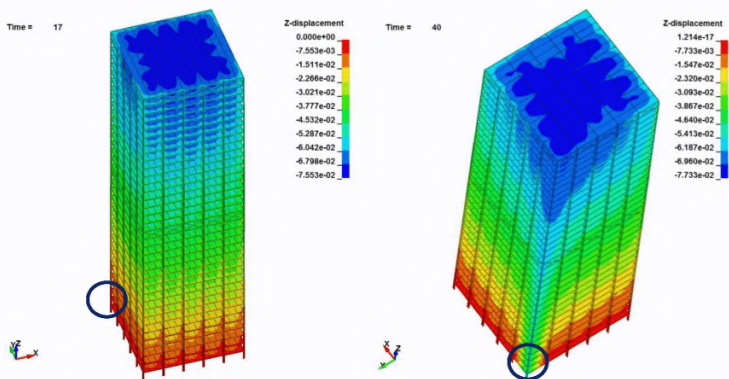 Time = 17
Z-displacement
0.000e+00
-7.553e-03
-1.511e-02
-2.266e-02
-3.021e-02
-3.777e-02
-4.532e-02
-5.287e-02
-6.042e-02
-6.798e-02
-7.553e-02
Z
Y
X
Time = 40
Z-displacement
1.214e-17
-7.733e-03
-1.547e-02
-2.320e-02
-3.093e-02
-3.867e-02
-4.640e-02
-5.413e-02
-6.187e-02
-6.960e-02
-7.733e-02
X
Z
Y